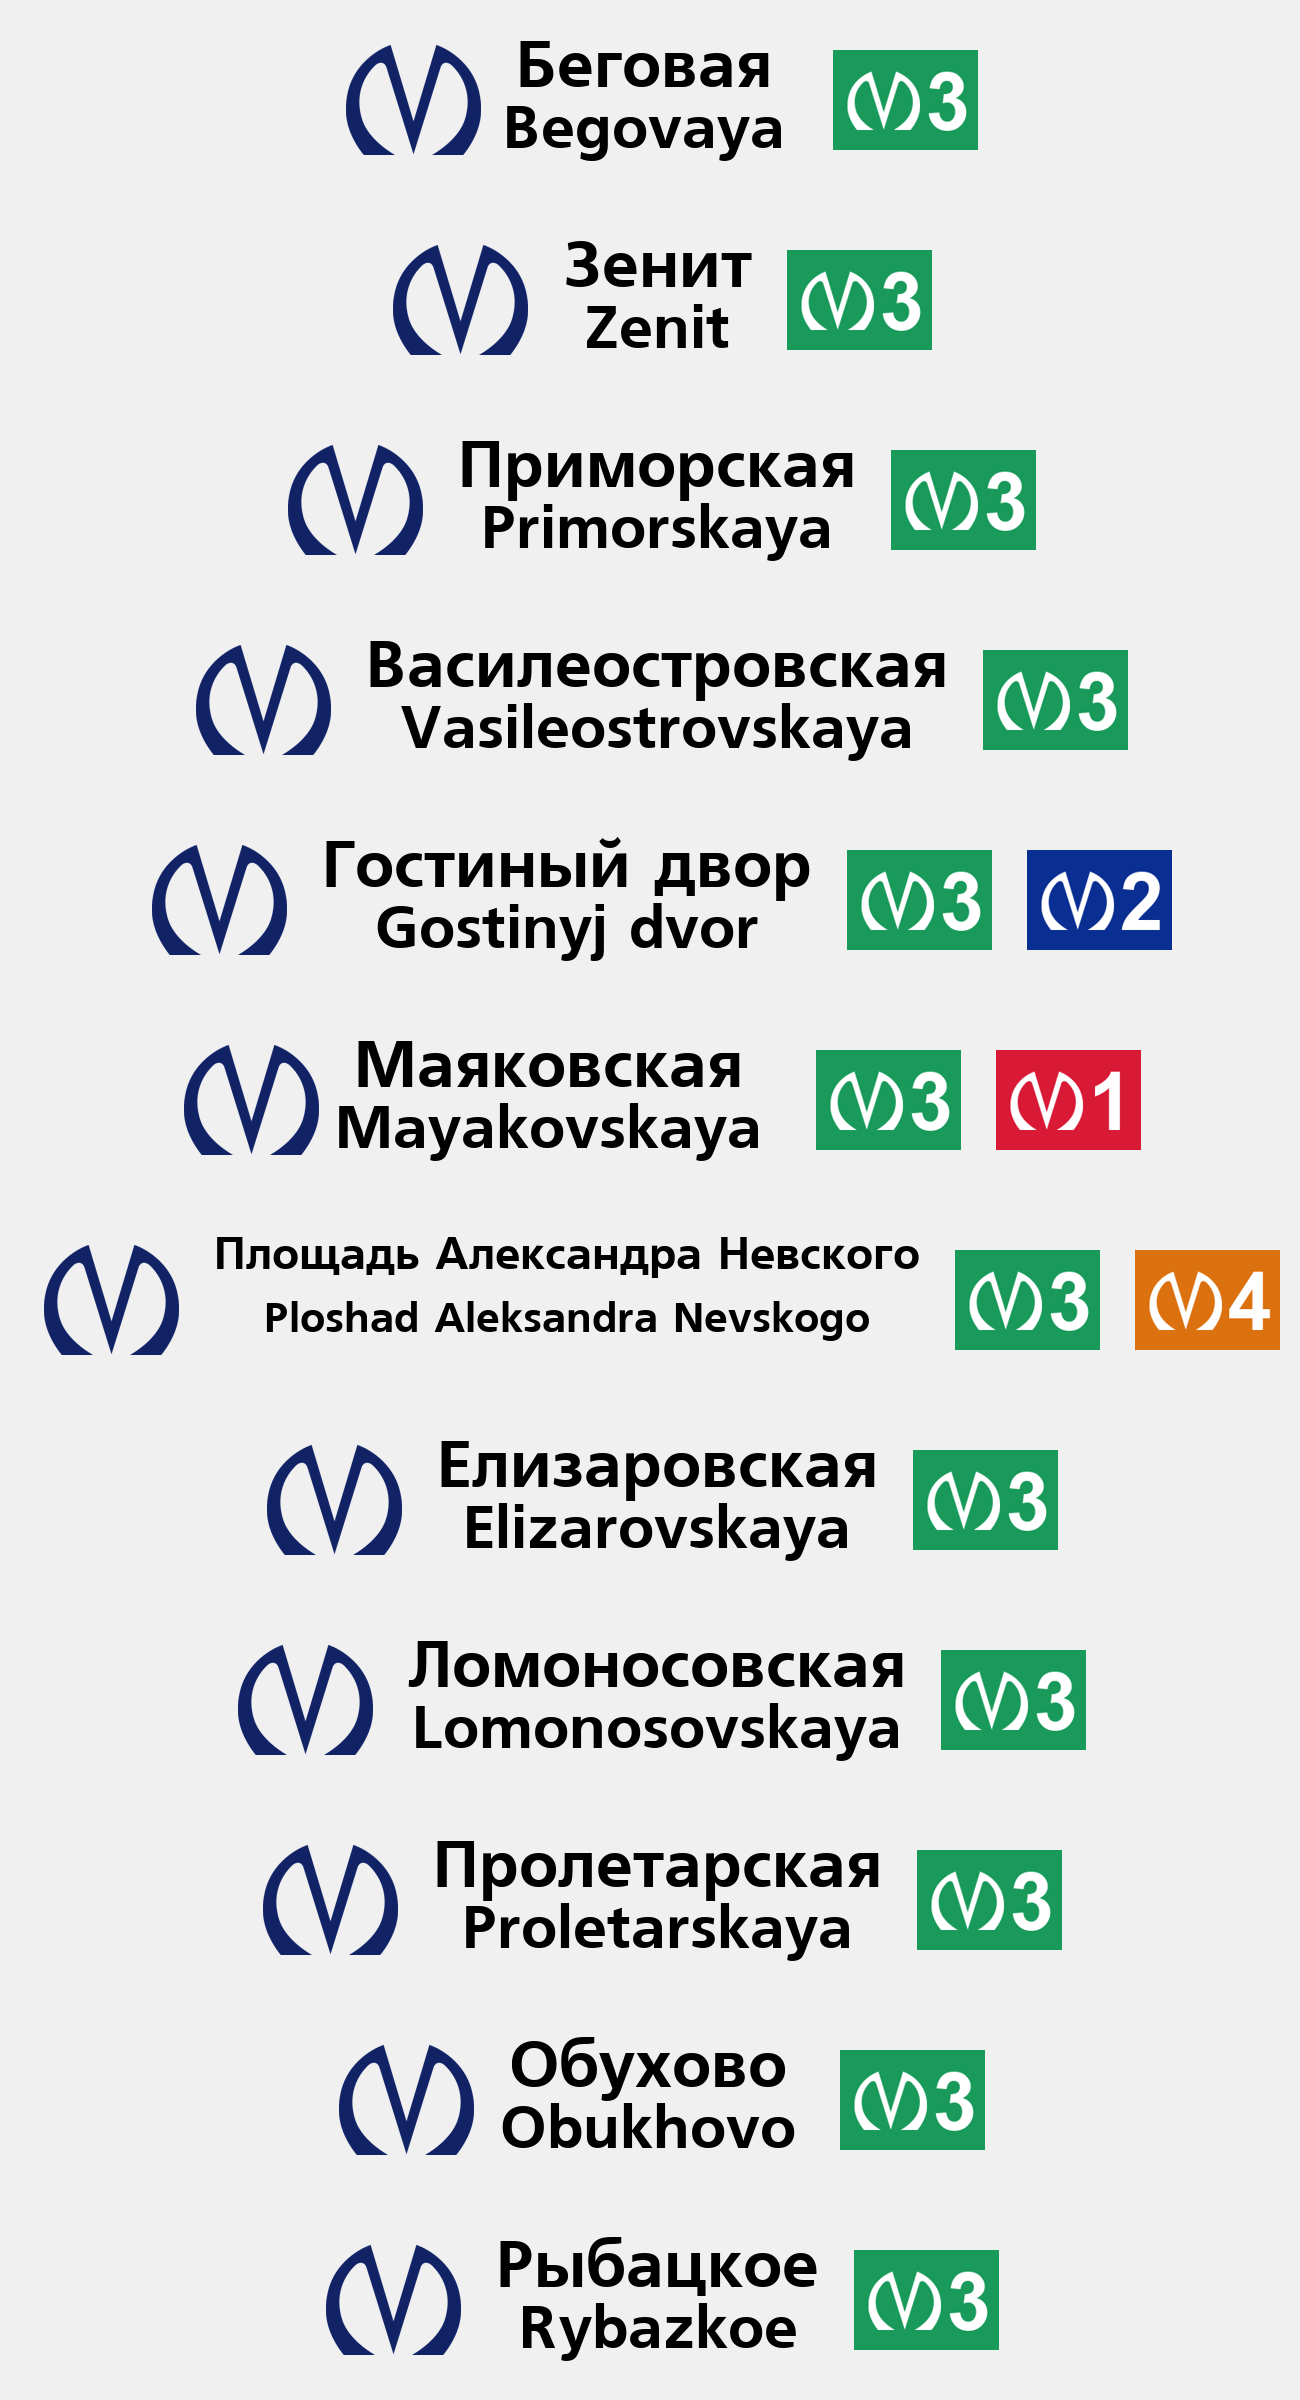 Беговая
Begovaya
3
Зенит
Zenit
3
Приморская
Primorskaya
3
Василеостровская
Vasileostrovskaya
3
Гостиный двор
Gostinyj dvor
3 2
Маяковская
Mayakovskaya
3 1
Площадь Александра Невского
Ploshad Aleksandra Nevskogo
3 4
Елизаровская
Elizarovskaya
3
Ломоносовская
Lomonosovskaya
3
Пролетарская
Proletarskaya
3
Обухово
Obukhovo
3
Рыбацкое
Rybazkoe
3